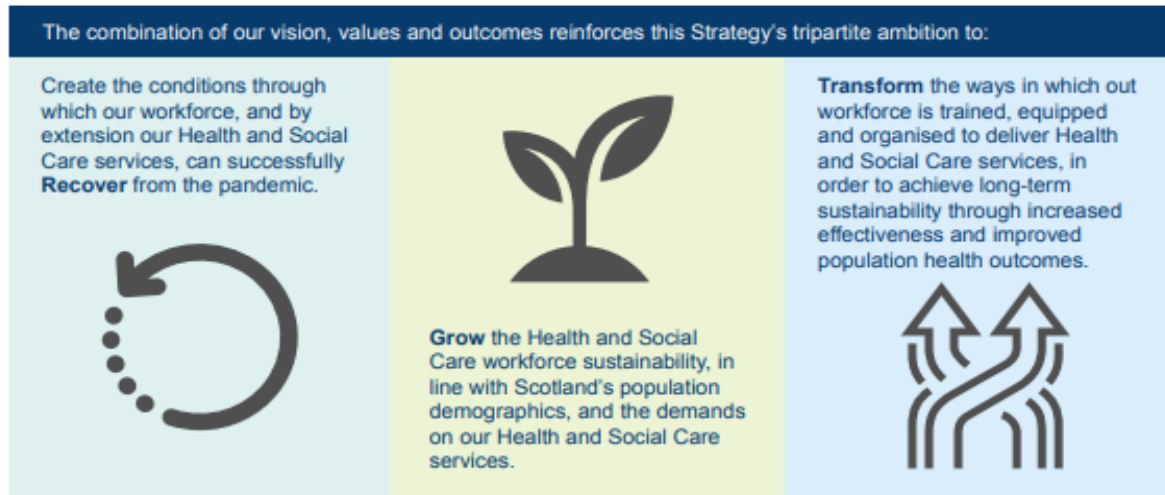 The combination of our vision, values and outcomes reinforces this Strategy's tripartite ambition to:
Create the conditions through
which our workforce, and by
extension our Health and Social
Care services, can successfully
Recover from the pandemic.
Grow the Health and Social
Care workforce sustainability, in
line with Scotland's population
demographics, and the demands
on our Health and Social Care
services.
Transform the ways in which out
workforce is trained, equipped
and organised to deliver Health
and Social Care services, in
order to achieve long-term
sustainability through increased
effectiveness and improved
population health outcomes.